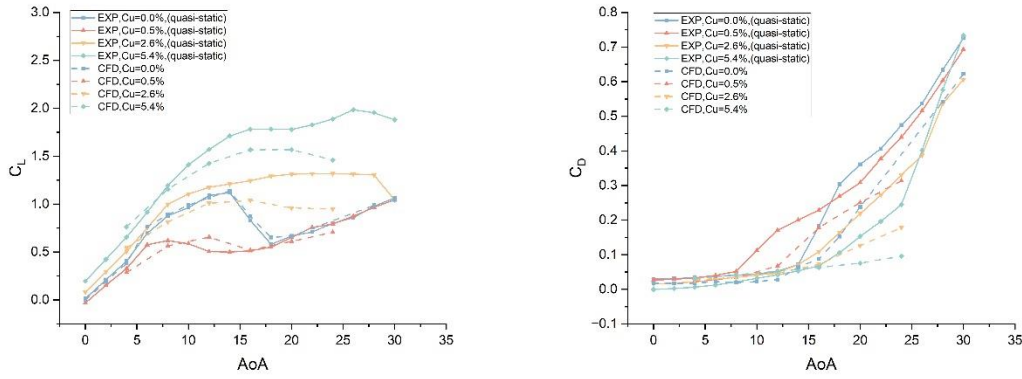 3.0
EXP,Cu=0.0%,(quasi-static)
EXP,Cu=0.5%,(quasi-static)
EXP,Cu=2.6%,(quasi-static)
EXP,Cu=5.4%,(quasi-static)
CFD,Cu=0.0%
CFD,Cu=0.5%
CFD,Cu=2.6%
CFD,Cu=5.4%
2.5
2.0
1.5
1.0
0.5
0.0
CL
0 5 10 15 20 25 30 35
AoA
0.8
EXP,Cu=0.0%,(quasi-static)
EXP,Cu=0.5%,(quasi-static)
EXP,Cu=2.6%,(quasi-static)
EXP,Cu=5.4%,(quasi-static)
CFD,Cu=0.0%
CFD,Cu=0.5%
CFD,Cu=2.6%
CFD,Cu=5.4%
0.7
0.6
0.5
0.4
0.3
0.2
0.1
0.0
−0.1
CD
0 5 10 15 20 25 30 35
AoA